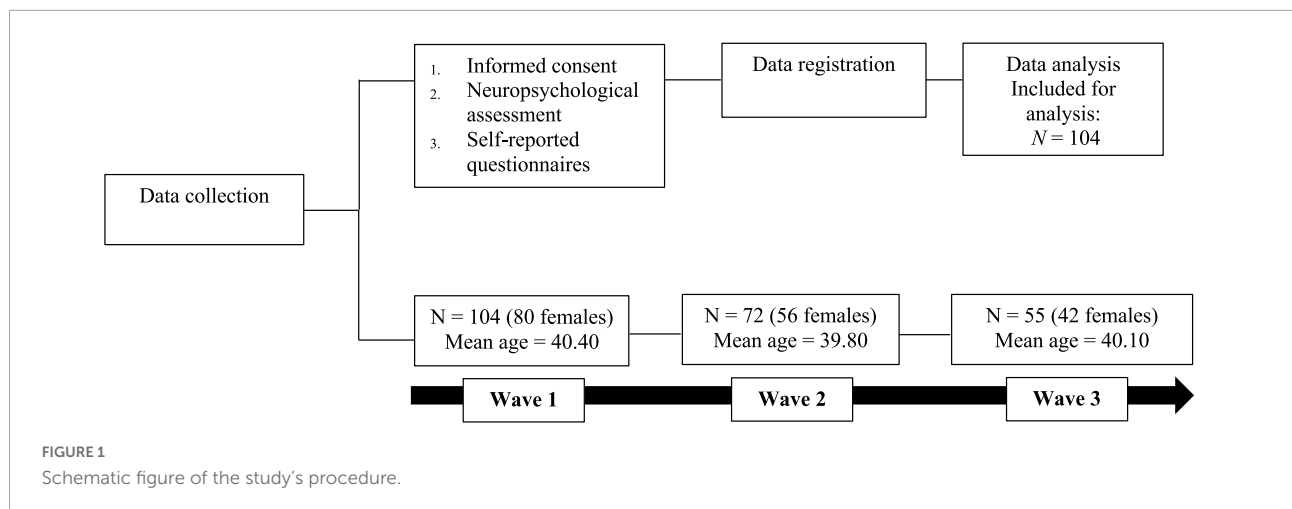 Data collection
1. Informed consent
2. Neuropsychological
assessment
3. Self-reported
questionnaires
Data registration
Data analysis
Included for
analysis:
N = 104
N = 104 (80 females)
Mean age = 40.40
N = 72 (56 females)
Mean age = 39.80
N = 55 (42 females)
Mean age = 40.10
Wave 1
Wave 2
Wave 3
FIGURE 1
Schematic figure of the study’s procedure.